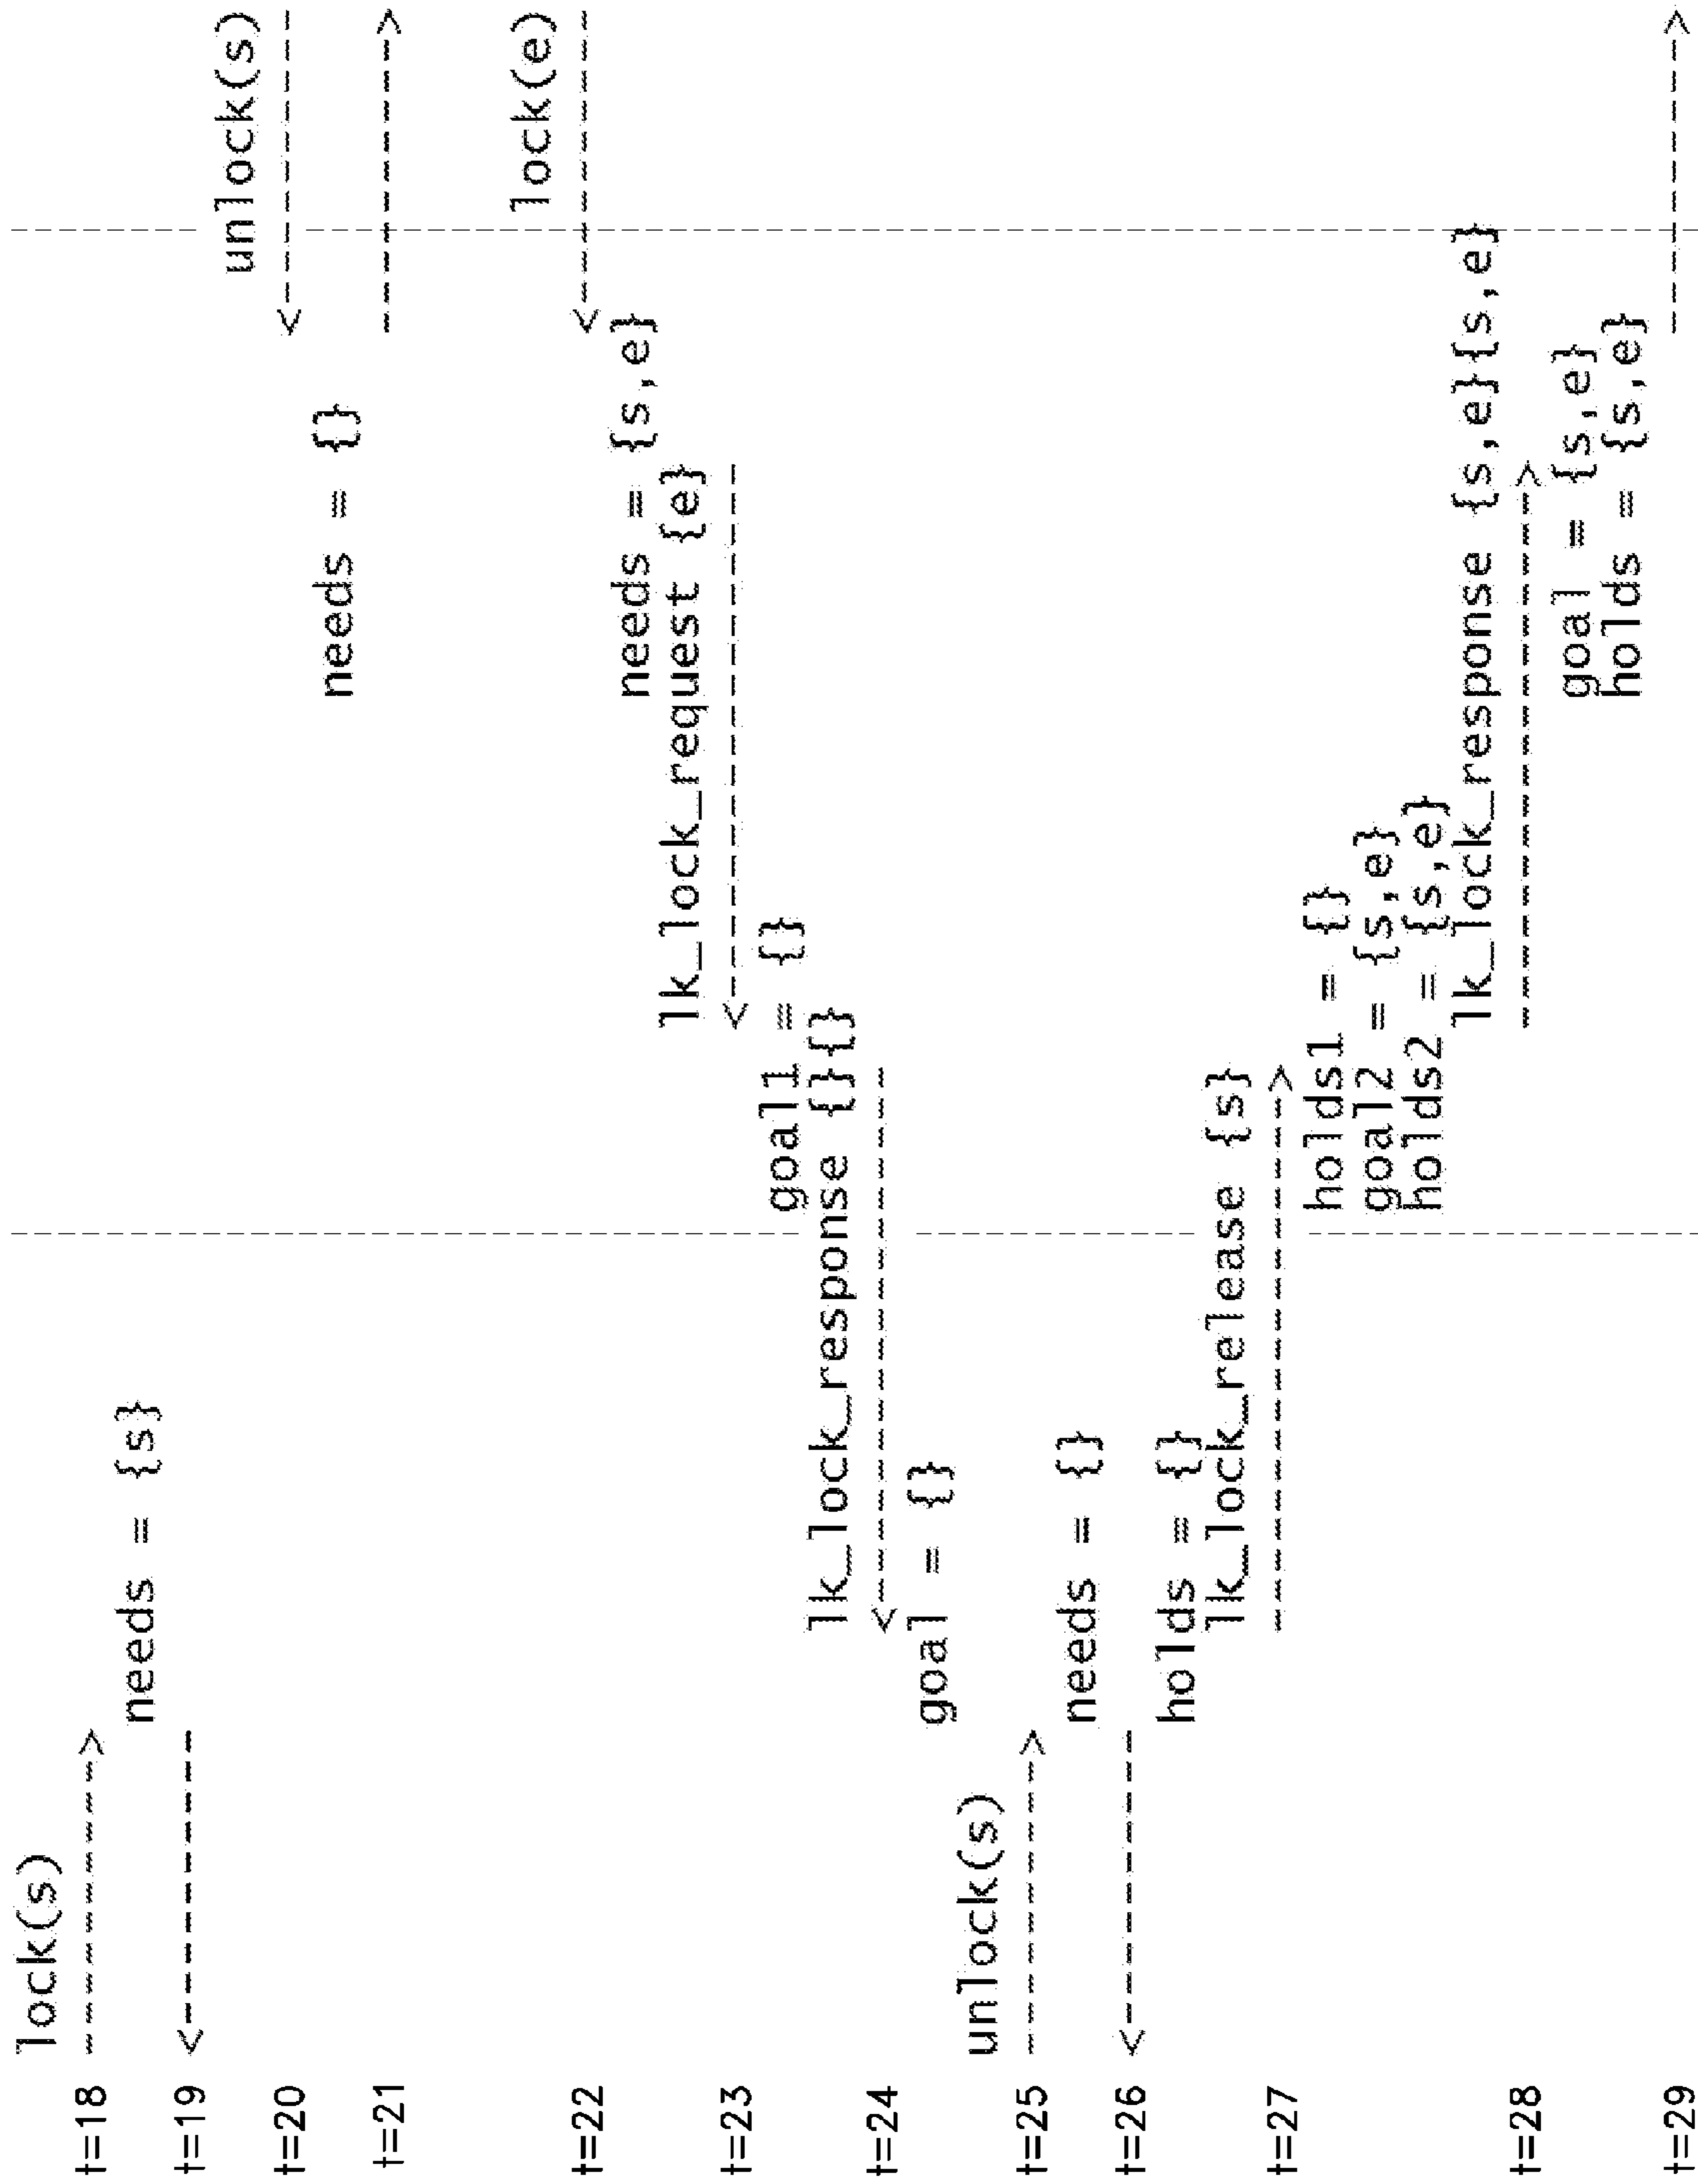 lock(s)
t=18
needs = {s}
t=19
unlock(s)
t=20
needs = {}
t=21
lock(e)
t=22
needs = {s,e}
lk_lock_request {e}
t=23
goal1 = {}
lk_lock_response {}{}
t=24
goal = {}
unlock(s)
t=25
needs = {}
t=26
holds = {}
lk_lock_release {s}
t=27
holds1 = {}
goal2 = {s,e}
holds2 = {s,e}
lk_lock_response {s,e}{s,e}
t=28
goal = {s,e}
holds = {s,e}
t=29